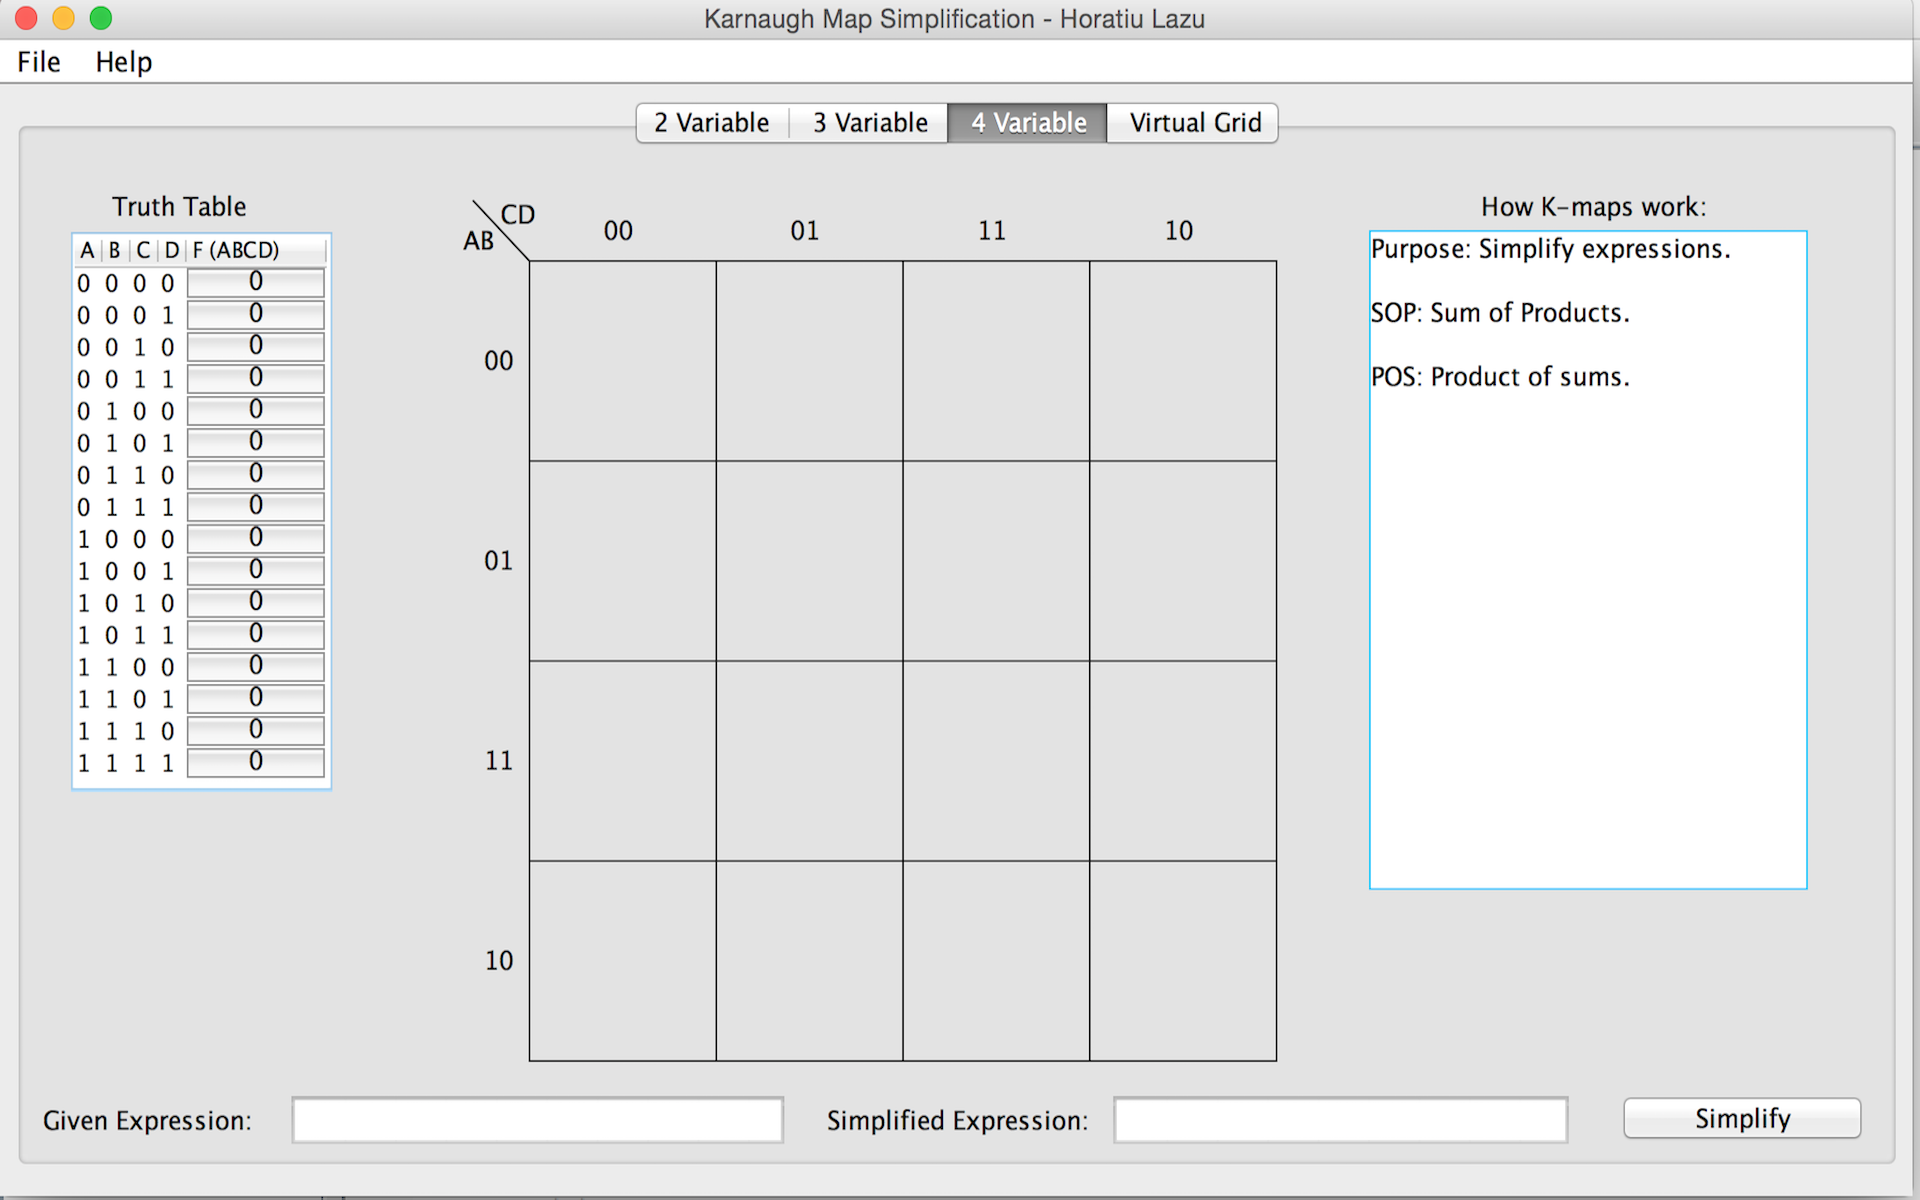 Karnaugh Map Simplification - Horatiu Lazu
File Help
2 Variable 3 Variable 4 Variable Virtual Grid
Truth Table
A B C D F (ABCD)
0 0 0 0 0
0 0 0 1 0
0 0 1 0 0
0 0 1 1 0
0 1 0 0 0
0 1 0 1 0
0 1 1 0 0
0 1 1 1 0
1 0 0 0 0
1 0 0 1 0
1 0 1 0 0
1 0 1 1 0
1 1 0 0 0
1 1 0 1 0
1 1 1 0 0
1 1 1 1 0
CD
AB
00 01 11 10
00
01
11
10
How K-maps work:
Purpose: Simplify expressions.
SOP: Sum of Products.
POS: Product of sums.
Given Expression:
Simplified Expression:
Simplify